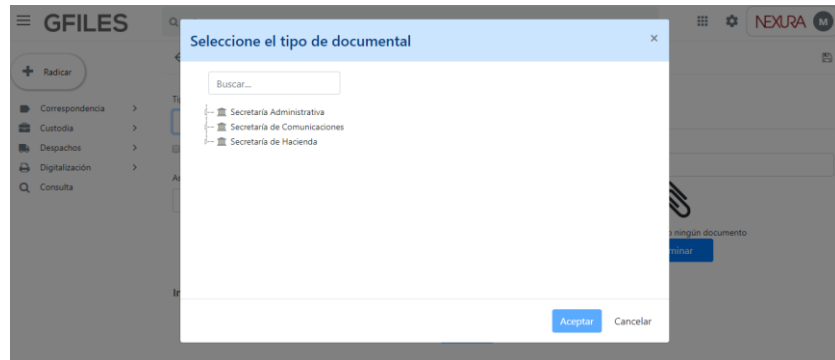 GFILES
NEXURA M
Seleccione el tipo de documental ×
Radicar
Buscar...
Correspondencia
Secretaría Administrativa
Custodia
Secretaría de Comunicaciones
Despachos
Secretaría de Hacienda
Digitalización
Consulta
ningún documento
minar
Aceptar Cancelar